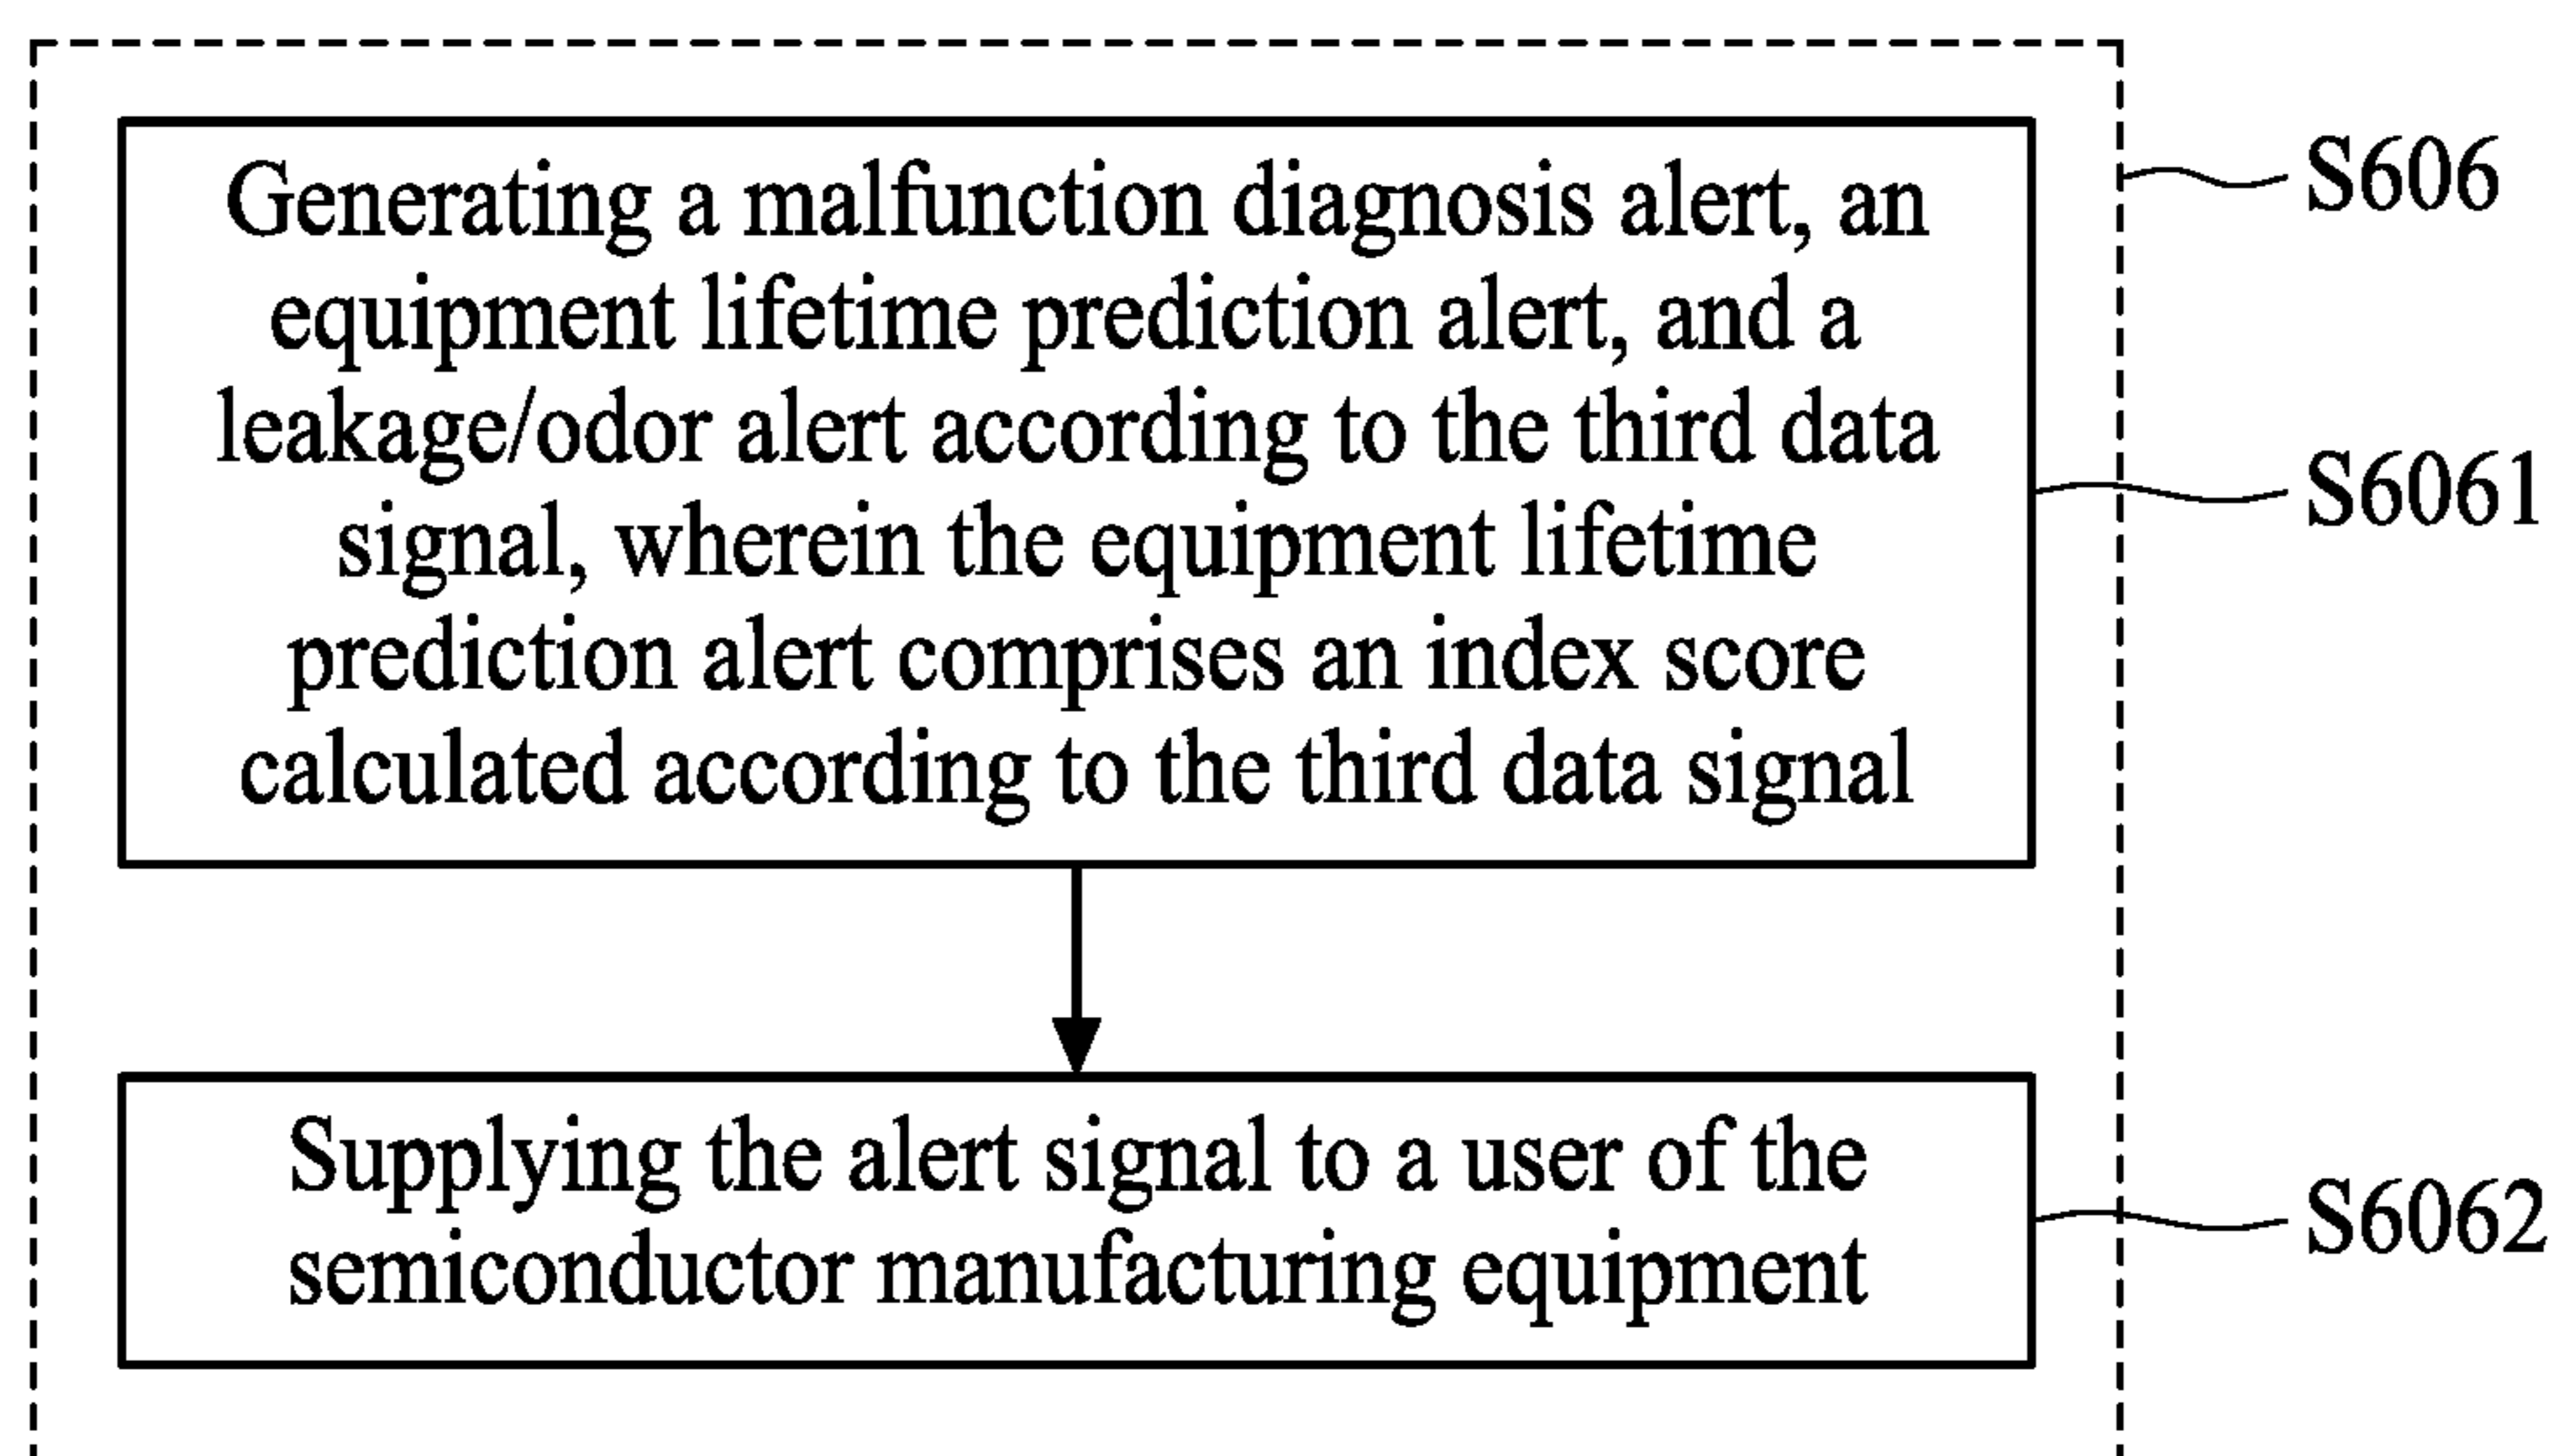 Generating a malfunction diagnosis alert, an
equipment lifetime prediction alert, and a
leakage/odor alert according to the third data
signal, wherein the equipment lifetime
prediction alert comprises an index score
calculated according to the third data signal
S606
S6061
Supplying the alert signal to a user of the
semiconductor manufacturing equipment
S6062